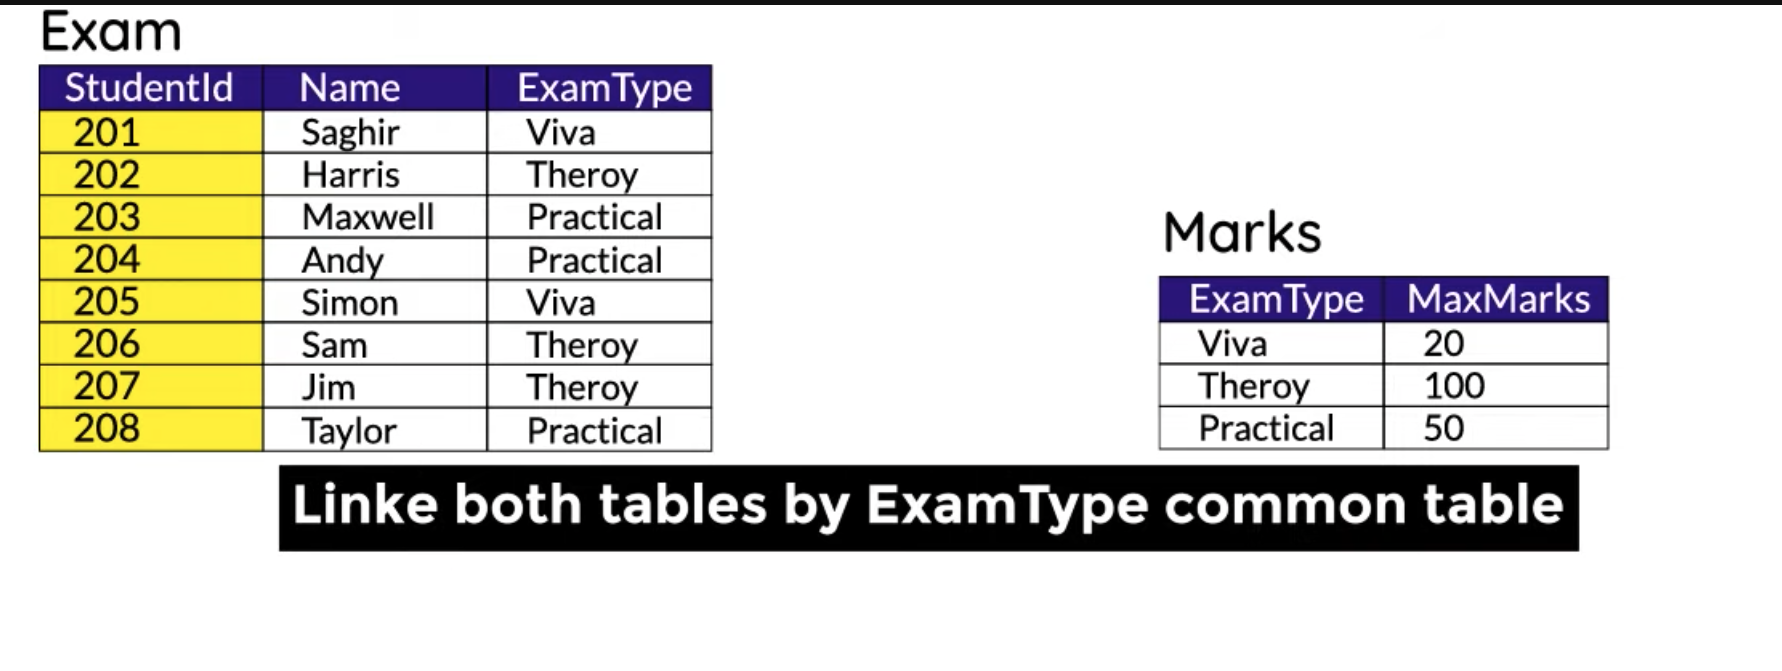 Exam
StudentId Name ExamType
201 Saghir Viva
202 Harris Theroy
203 Maxwell Practical
204 Andy Practical
205 Simon Viva
206 Sam Theroy
207 Jim Theroy
208 Taylor Practical
Marks
ExamType MaxMarks
Viva 20
Theroy 100
Practical 50
Linke both tables by ExamType common table